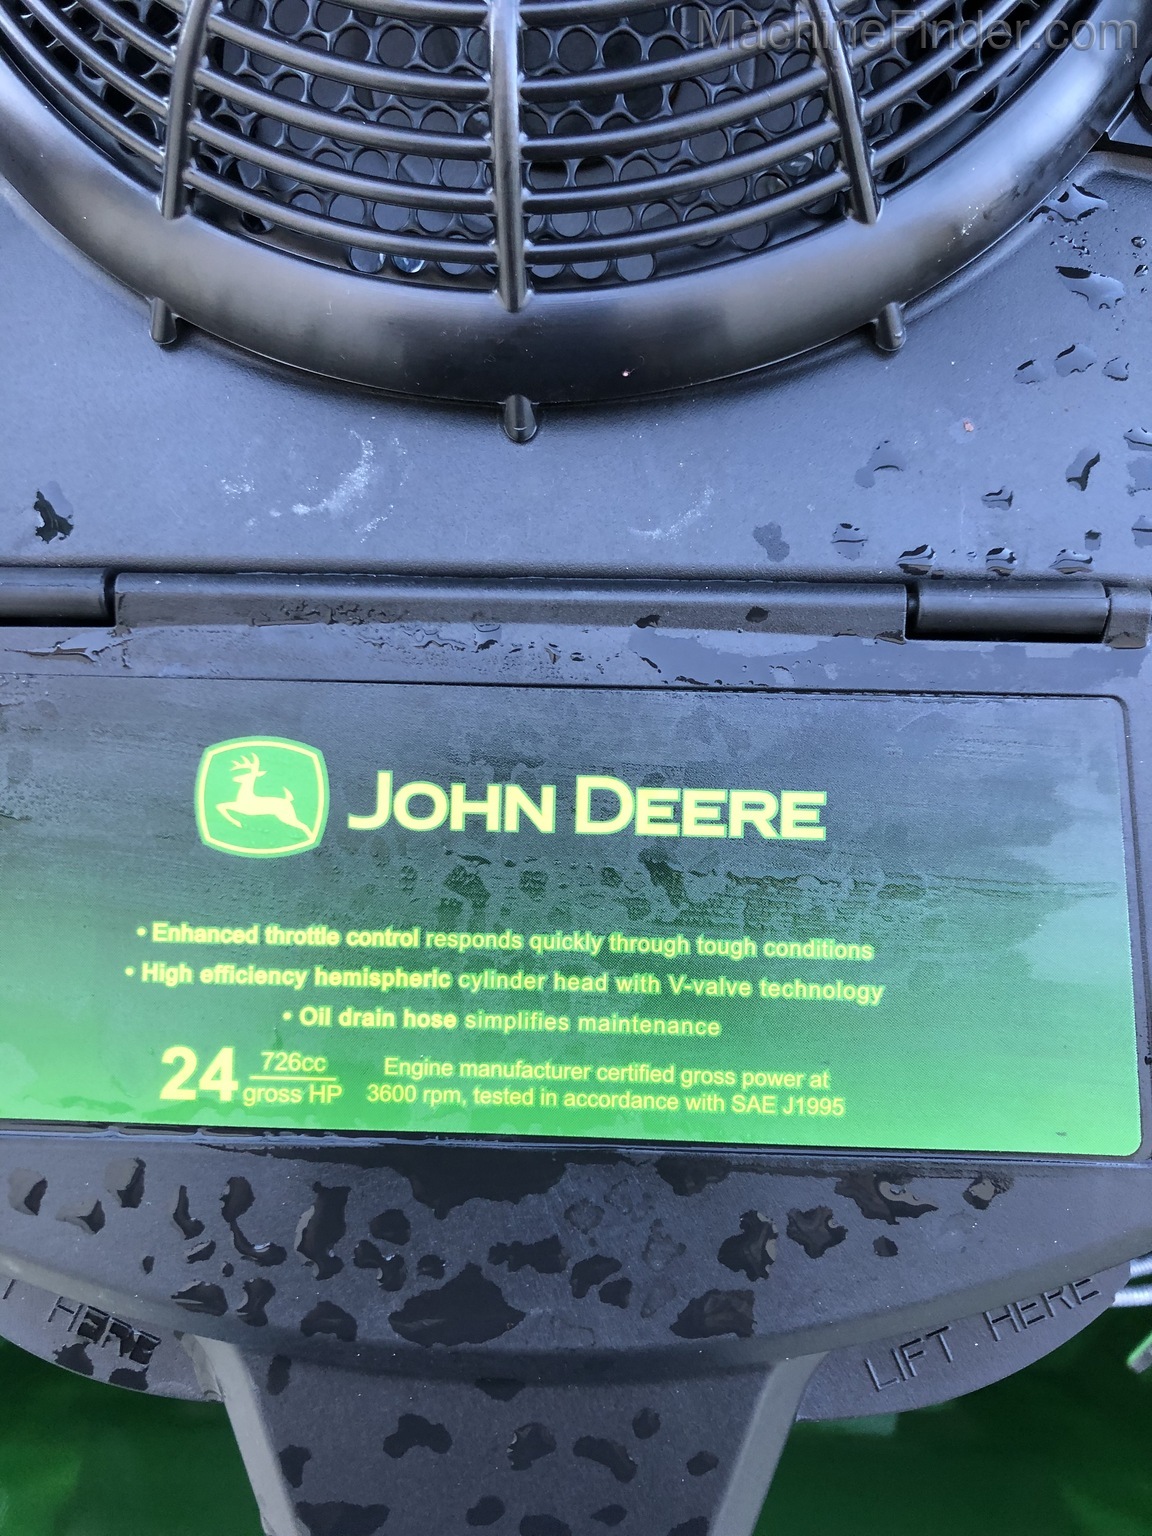 MachineFinder.com
JOHN DEERE
• Enhanced throttle control responds quickly through tough conditions
• High efficiency hemispheric cylinder head with V-valve technology
• Oil drain hose simplifies maintenance
24 726cc
gross HP
Engine manufacturer certified gross power at
3600 rpm, tested in accordance with SAE J1995
T HERE
LIFT HERE